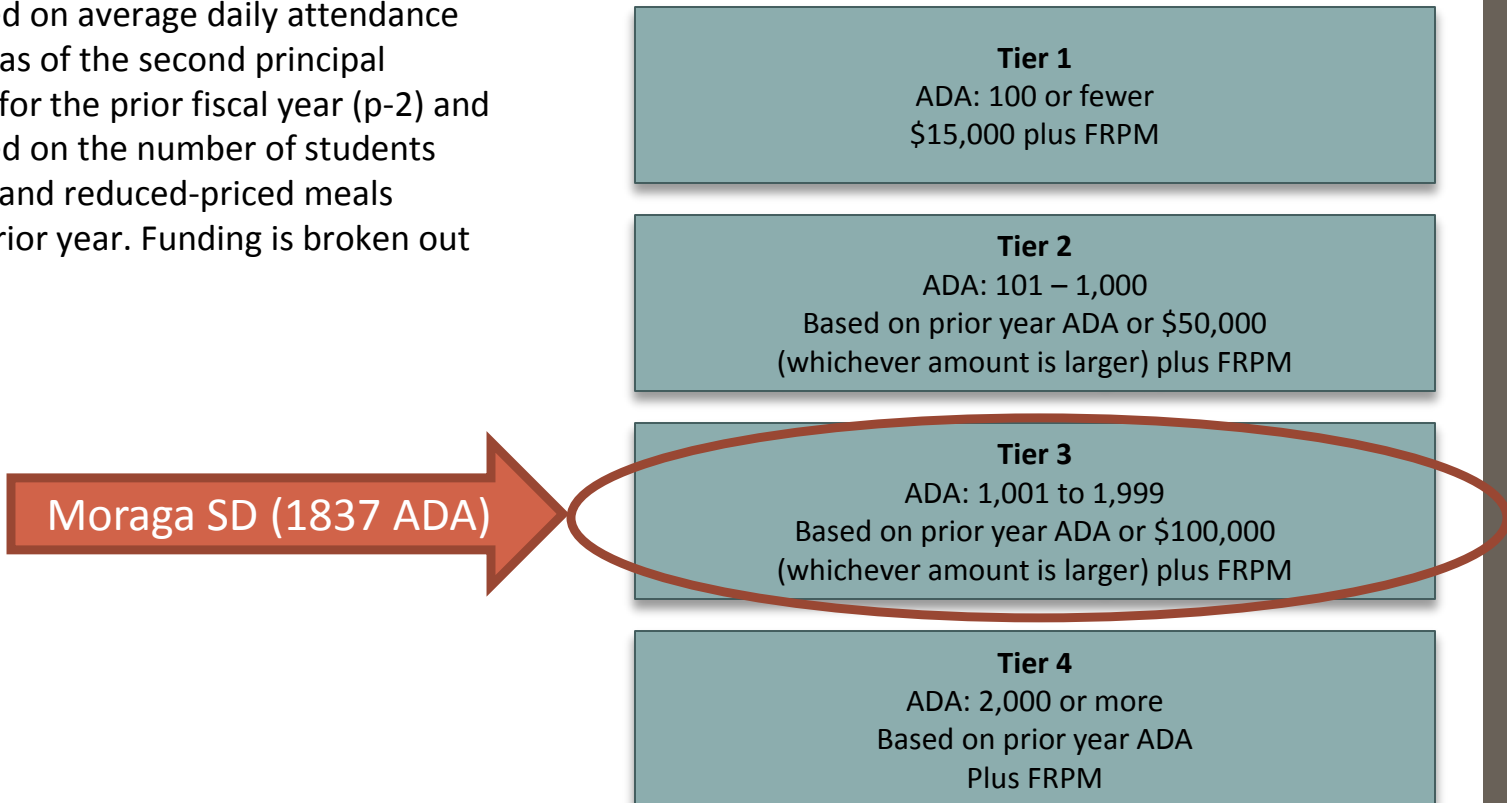 ed on average daily attendance
as of the second principal
for the prior fiscal year (p-2) and
ed on the number of students
and reduced-priced meals
rior year. Funding is broken out
Tier 1
ADA: 100 or fewer
$15,000 plus FRPM
Tier 2
ADA: 101 – 1,000
Based on prior year ADA or $50,000
(whichever amount is larger) plus FRPM
Moraga SD (1837 ADA)
Tier 3
ADA: 1,001 to 1,999
Based on prior year ADA or $100,000
(whichever amount is larger) plus FRPM
Tier 4
ADA: 2,000 or more
Based on prior year ADA
Plus FRPM